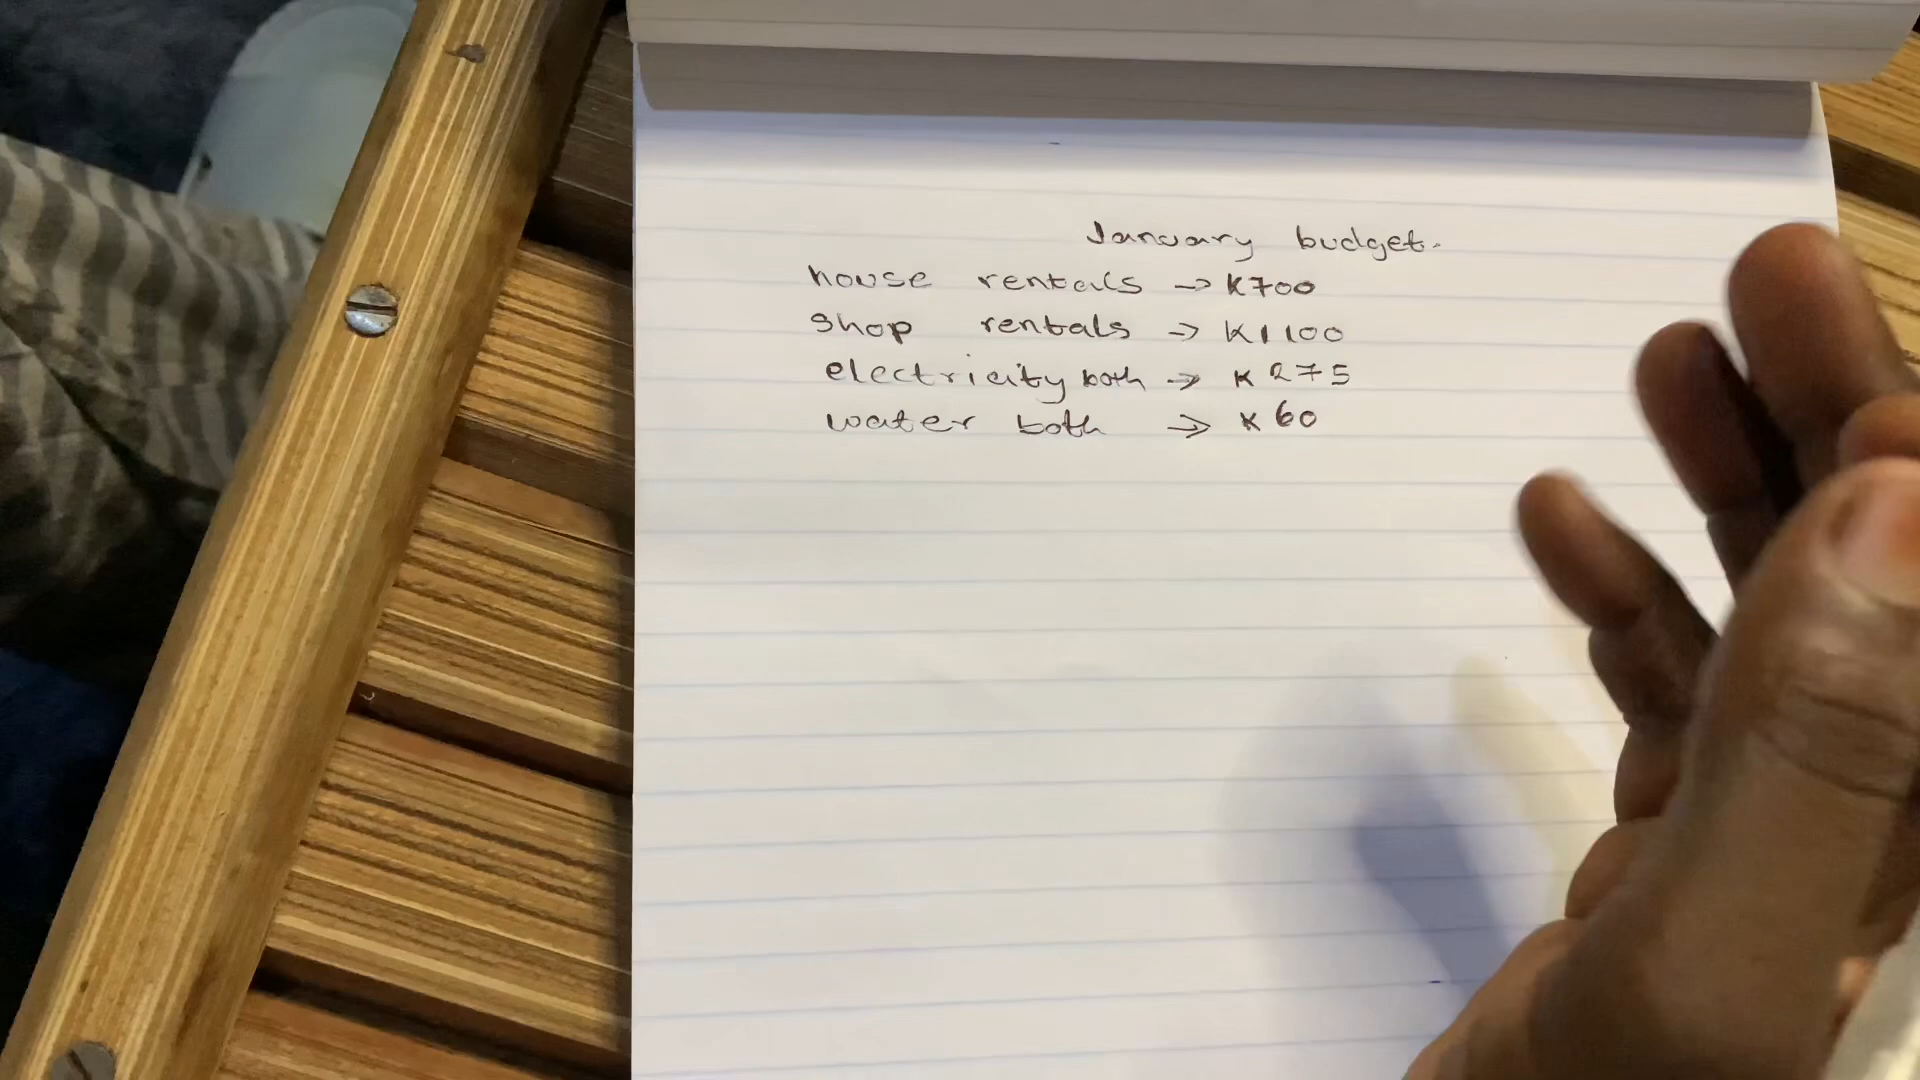 January budget.
house rentals → K700
shop rentals → K1100
electricity both → K275
water both → K60